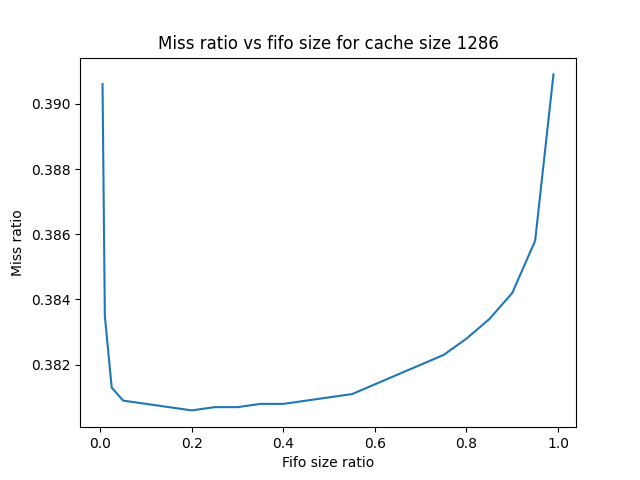 Miss ratio vs fifo size for cache size 1286
0.390
0.388
0.386
0.384
0.382
Miss ratio
0.0 0.2 0.4 0.6 0.8 1.0
Fifo size ratio